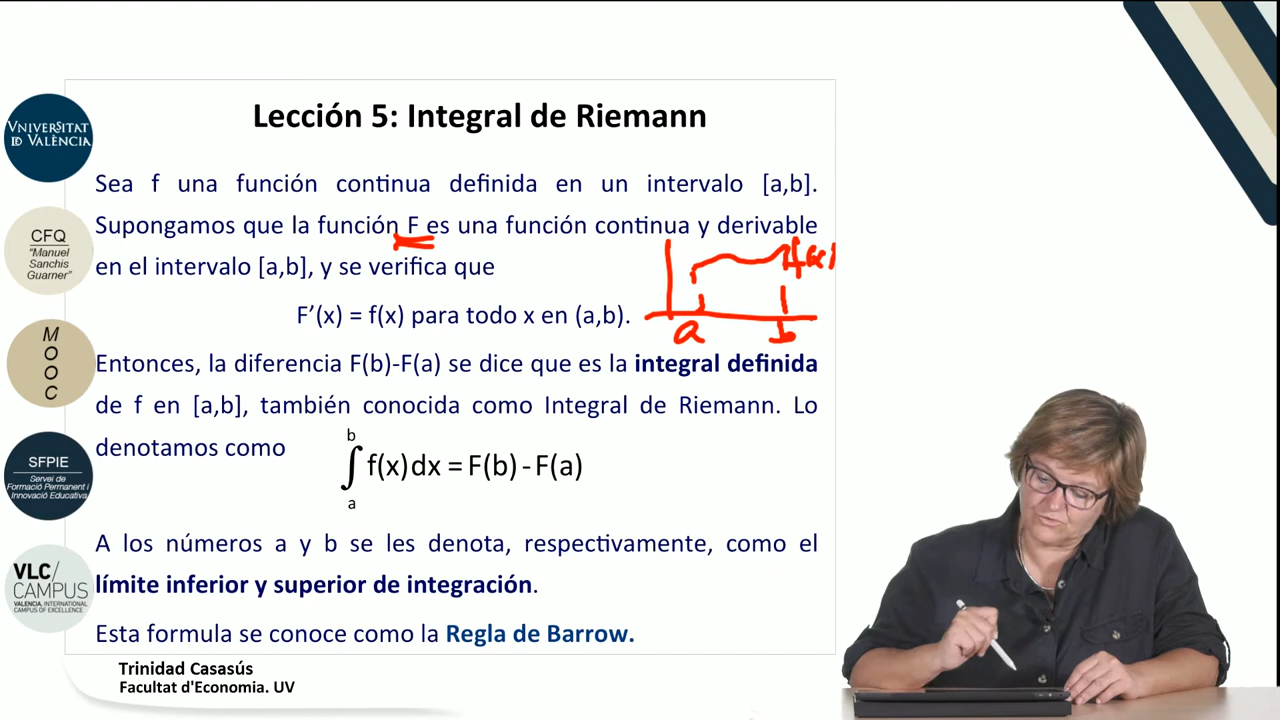 Lección 5: Integral de Riemann
VNIVERSITAT
ID VALÈNCIA
Sea f una función continua definida en un intervalo [a,b].
Supongamos que la función F es una función continua y derivable
en el intervalo [a,b], y se verifica que
CFQ
"Manuel
Sanchis
Guarner"
f(x)
F’(x) = f(x) para todo x en (a,b).
a
b
M
O
O
C
Entonces, la diferencia F(b)-F(a) se dice que es la integral definida
de f en [a,b], también conocida como Integral de Riemann. Lo
denotamos como
b
∫ f(x)dx = F(b) - F(a)
a
SFPIE
Servei de
Formació Permanent i
Innovació Educativa
A los números a y b se les denota, respectivamente, como el
límite inferior y superior de integración.
VLC/
CAMPUS
VALENCIA, INTERNATIONAL
CAMPUS OF EXCELLENCE
Esta formula se conoce como la Regla de Barrow.
Trinidad Casasús
Facultat d'Economia. UV